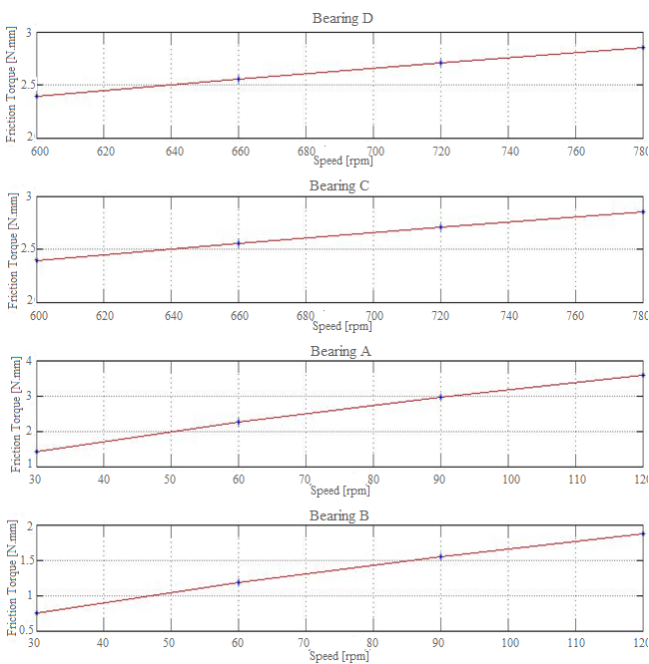 Bearing D
Friction Torque [N.mm]
3
2.5
2
600 620 640 660 680 700 720 740 760 780
Speed [rpm]
Bearing C
Friction Torque [N.mm]
3
2.5
2
600 620 640 660 680 700 720 740 760 780
Speed [rpm]
Bearing A
Friction Torque [N.mm]
4
3
2
1
30 40 50 60 70 80 90 100 110 120
Speed [rpm]
Bearing B
Friction Torque [N.mm]
2
1.5
1
0.5
30 40 50 60 70 80 90 100 110 120
Speed [rpm]